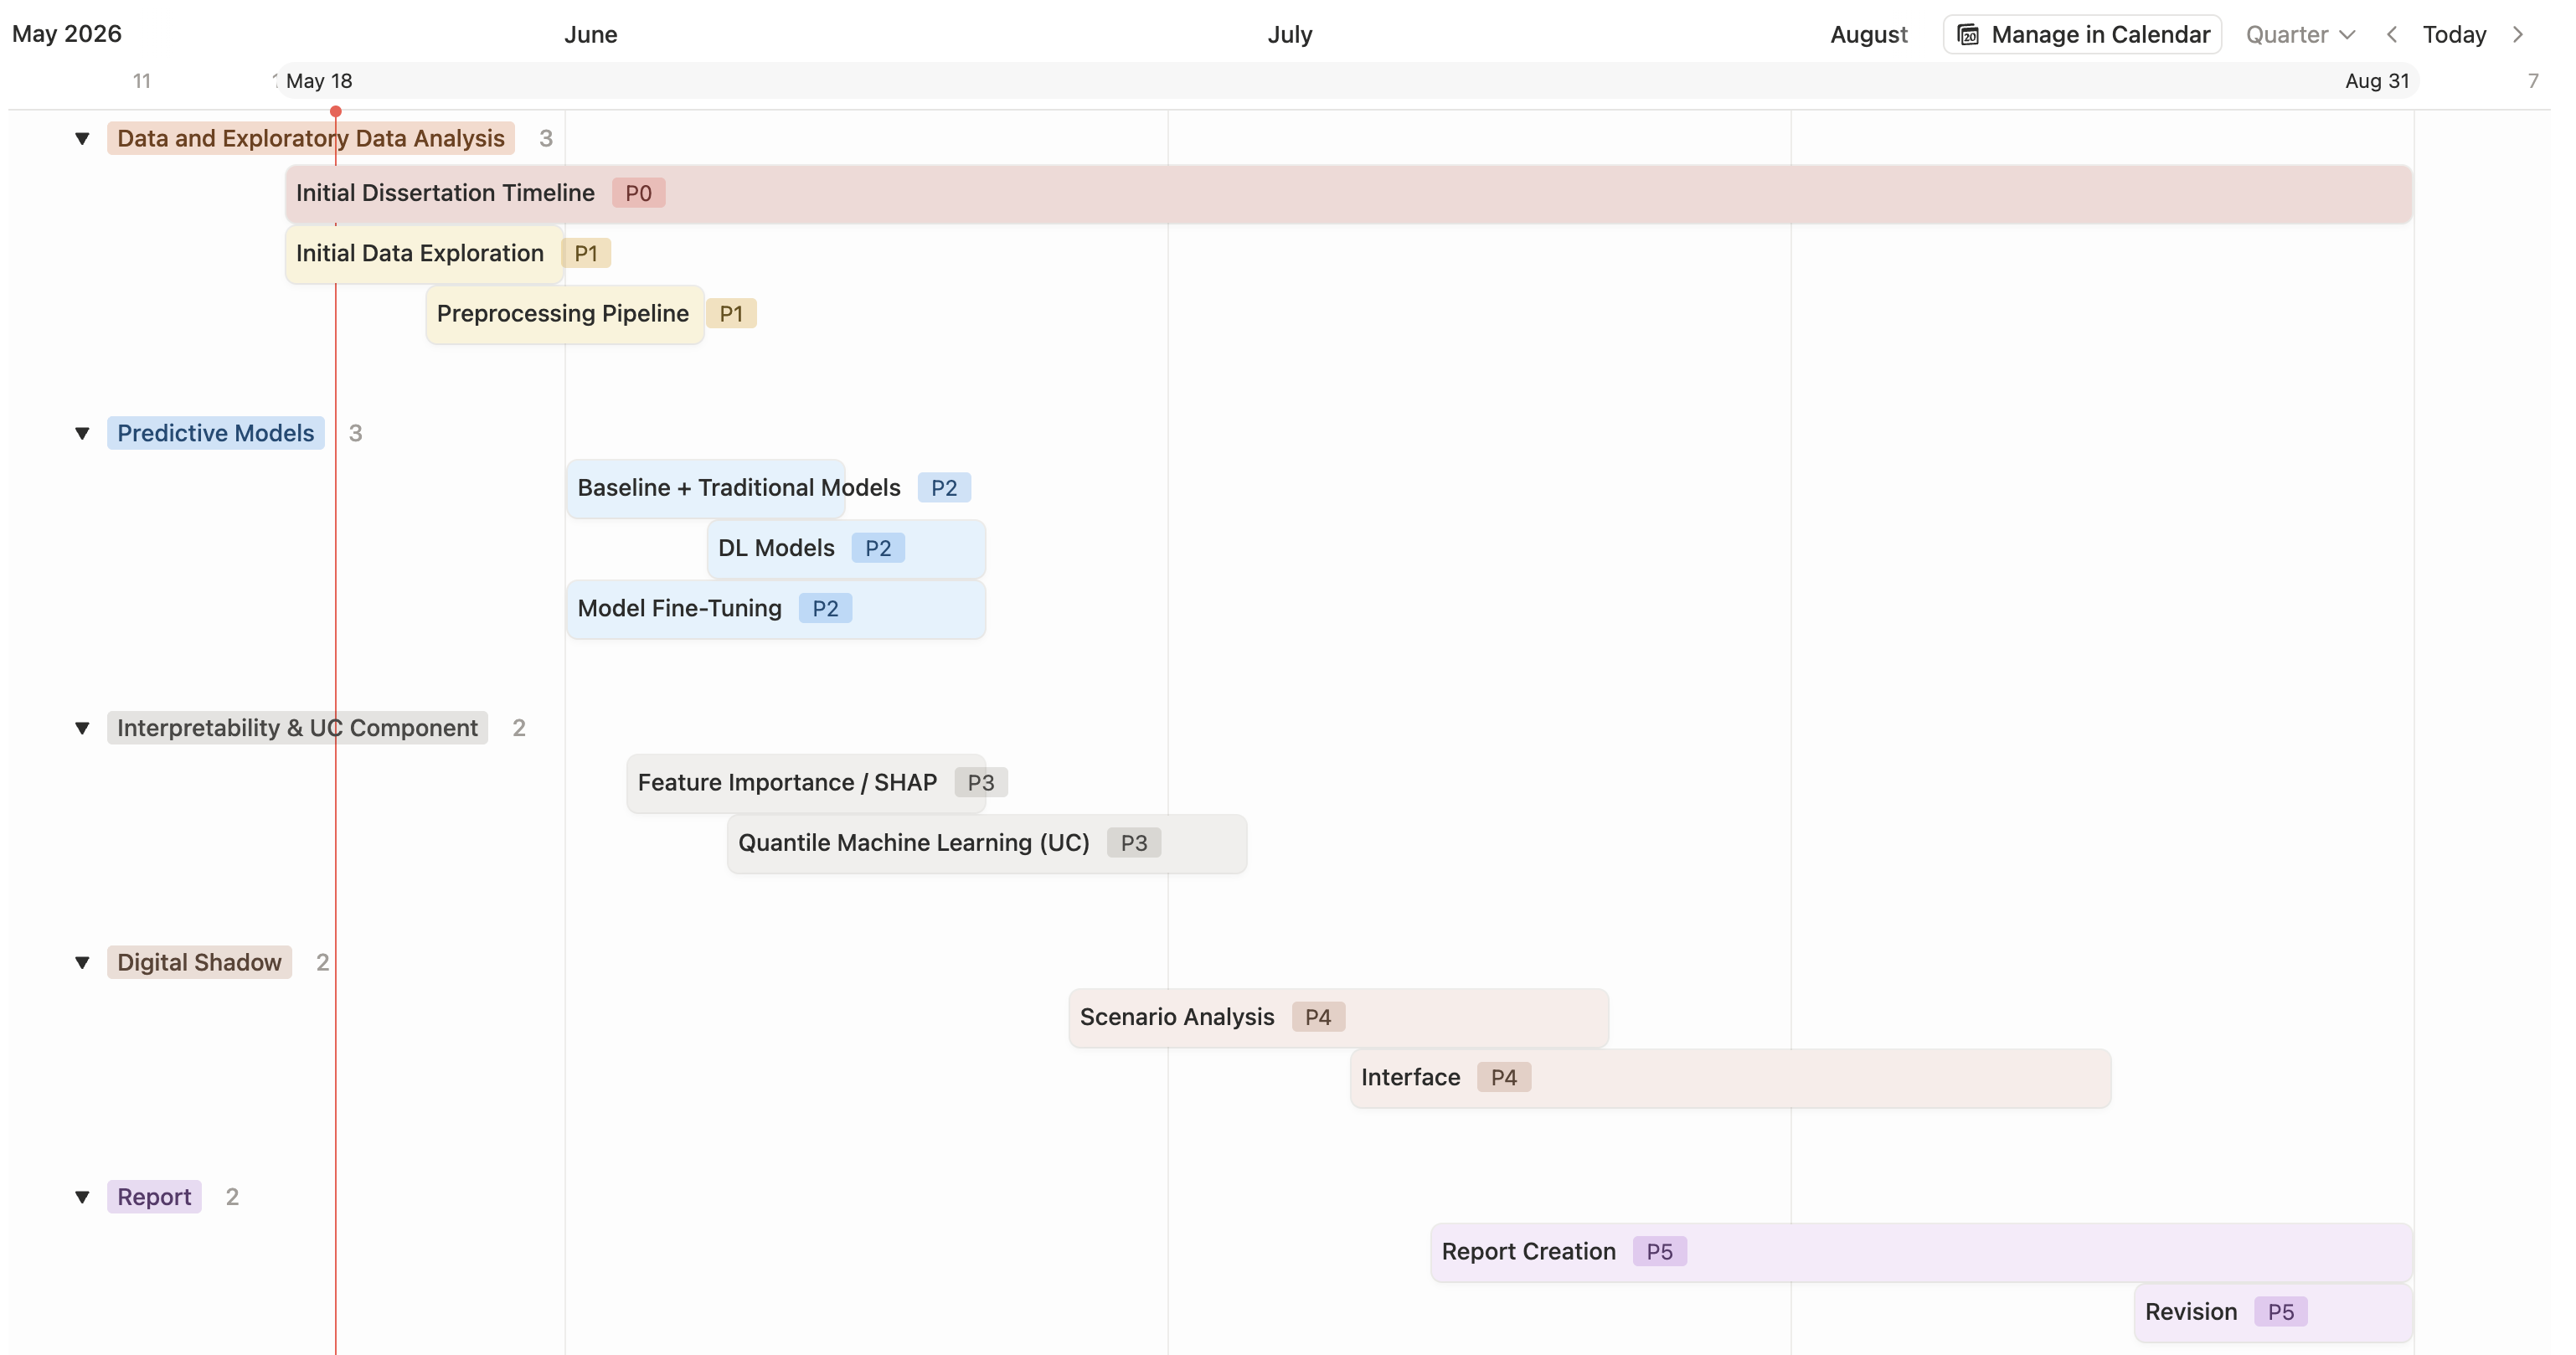 May 2026 June July August Manage in Calendar Quarter Today
11 May 18 Aug 31 7
Data and Exploratory Data Analysis 3
Initial Dissertation Timeline P0
Initial Data Exploration P1
Preprocessing Pipeline P1
Predictive Models 3
Baseline + Traditional Models P2
DL Models P2
Model Fine-Tuning P2
Interpretability & UC Component 2
Feature Importance / SHAP P3
Quantile Machine Learning (UC) P3
Digital Shadow 2
Scenario Analysis P4
Interface P4
Report 2
Report Creation P5
Revision P5